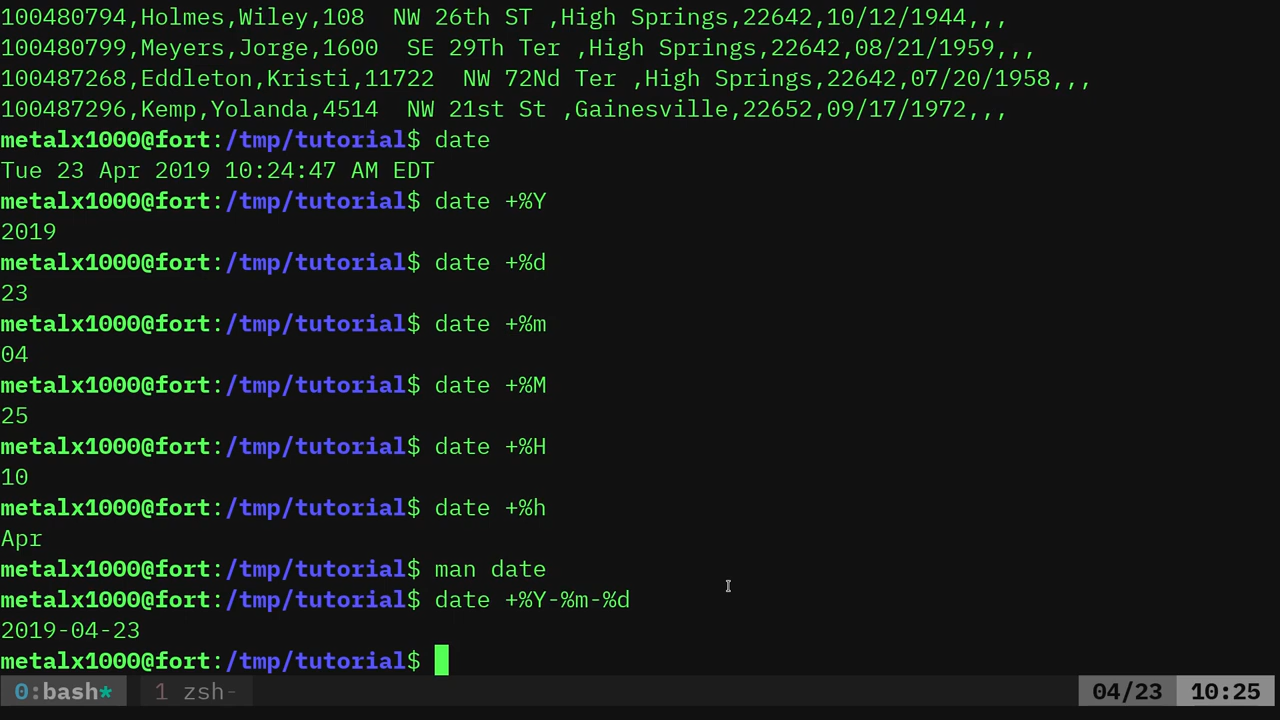 100480794,Holmes,Wiley,108  NW 26th ST ,High Springs,22642,10/12/1944,,,
100480799,Meyers,Jorge,1600  SE 29Th Ter ,High Springs,22642,08/21/1959,,,
100487268,Eddleton,Kristi,11722  NW 72Nd Ter ,High Springs,22642,07/20/1958,,,
100487296,Kemp,Yolanda,4514  NW 21st St ,Gainesville,22652,09/17/1972,,,
metalx1000@fort:/tmp/tutorial$ date
Tue 23 Apr 2019 10:24:47 AM EDT
metalx1000@fort:/tmp/tutorial$ date +%Y
2019
metalx1000@fort:/tmp/tutorial$ date +%d
23
metalx1000@fort:/tmp/tutorial$ date +%m
04
metalx1000@fort:/tmp/tutorial$ date +%M
25
metalx1000@fort:/tmp/tutorial$ date +%H
10
metalx1000@fort:/tmp/tutorial$ date +%h
Apr
metalx1000@fort:/tmp/tutorial$ man date
metalx1000@fort:/tmp/tutorial$ date +%Y-%m-%d
2019-04-23
metalx1000@fort:/tmp/tutorial$
0:bash* 1 zsh- 04/23 10:25